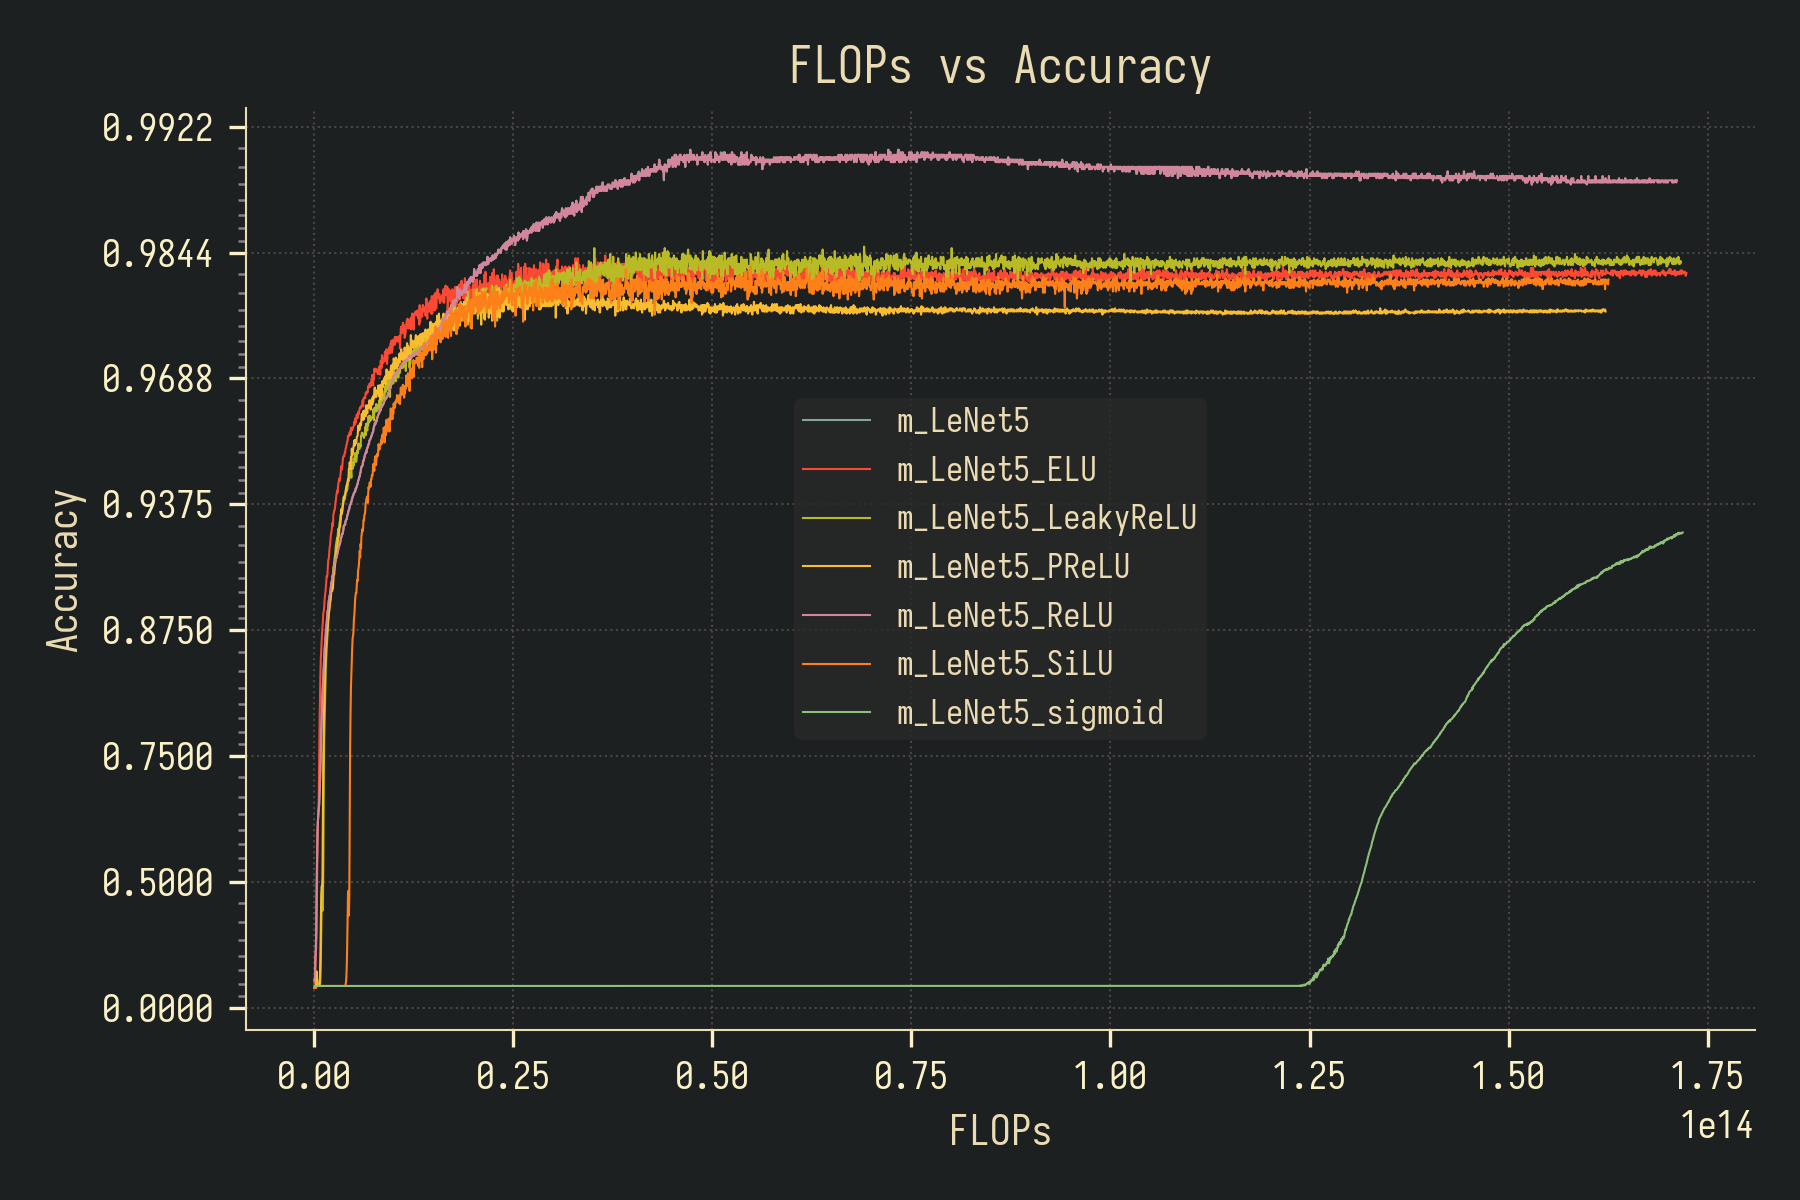 FLOPs vs Accuracy
0.9922
0.9844
0.9688
0.9375
0.8750
0.7500
0.5000
0.0000
Accuracy
m_LeNet5
m_LeNet5_ELU
m_LeNet5_LeakyReLU
m_LeNet5_PReLU
m_LeNet5_ReLU
m_LeNet5_SiLU
m_LeNet5_sigmoid
0.00 0.25 0.50 0.75 1.00 1.25 1.50 1.75
1e14
FLOPs